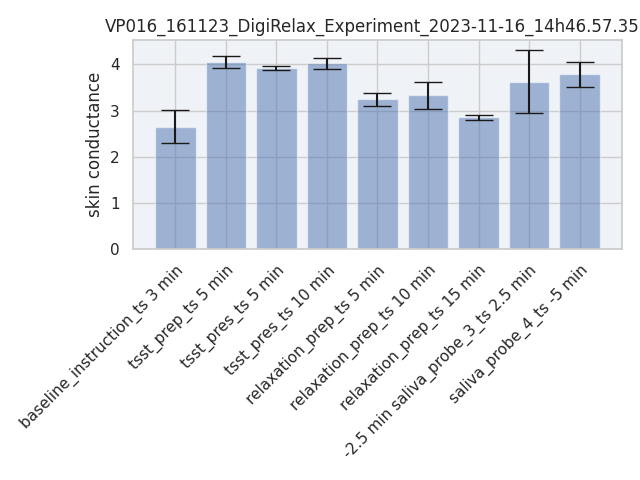 VP016_161123_DigiRelax_Experiment_2023-11-16_14h46.57.35
skin conductance
4
3
2
1
0
baseline_instruction_ts 3 min
tsst_prep_ts 5 min
tsst_pres_ts 5 min
tsst_pres_ts 10 min
relaxation_prep_ts 5 min
relaxation_prep_ts 10 min
relaxation_prep_ts 15 min
-2.5 min saliva_probe_3_ts 2.5 min
saliva_probe_4_ts -5 min